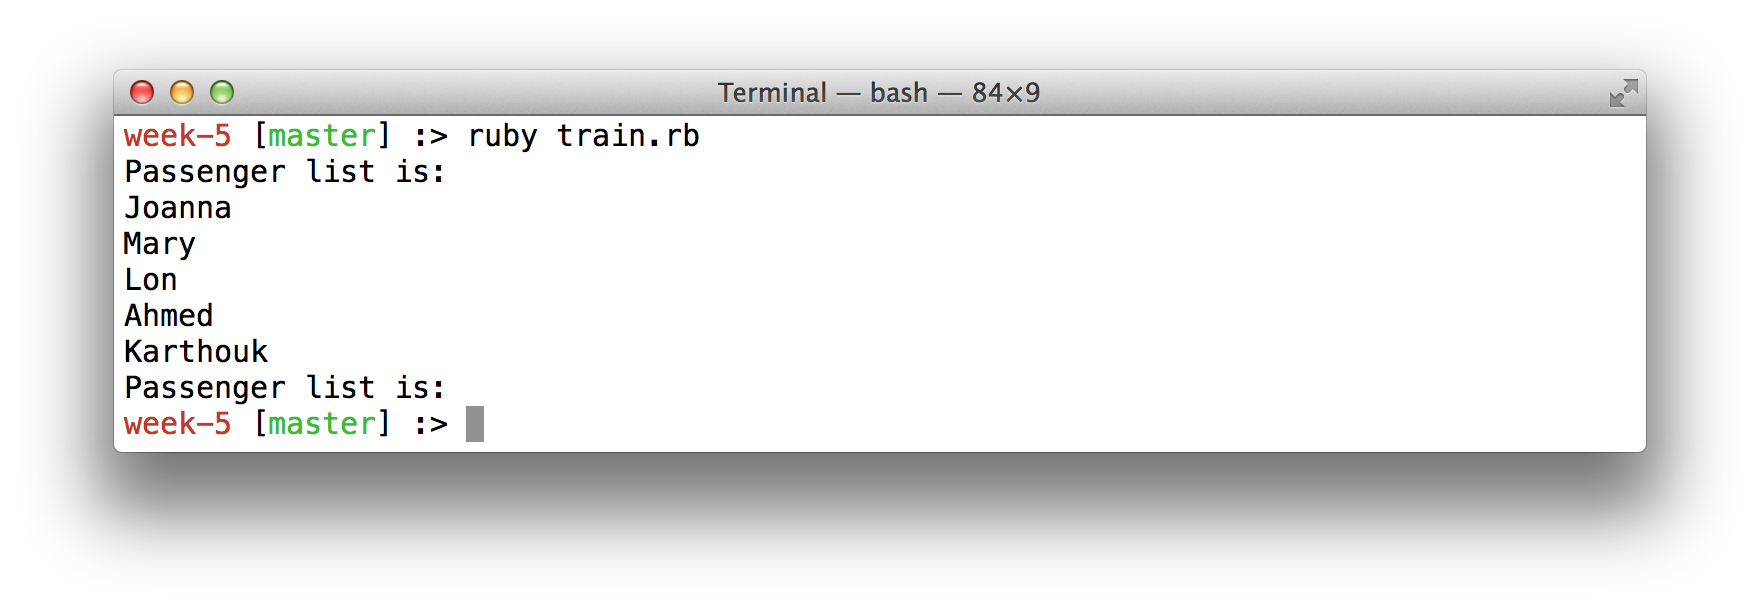 Terminal — bash — 84×9
week-5 [master] :> ruby train.rb
Passenger list is:
Joanna
Mary
Lon
Ahmed
Karthouk
Passenger list is:
week-5 [master] :>